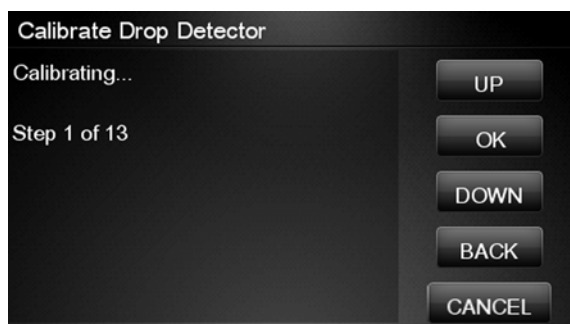 Calibrate Drop Detector
Calibrating...
Step 1 of 13
UP
OK
DOWN
BACK
CANCEL